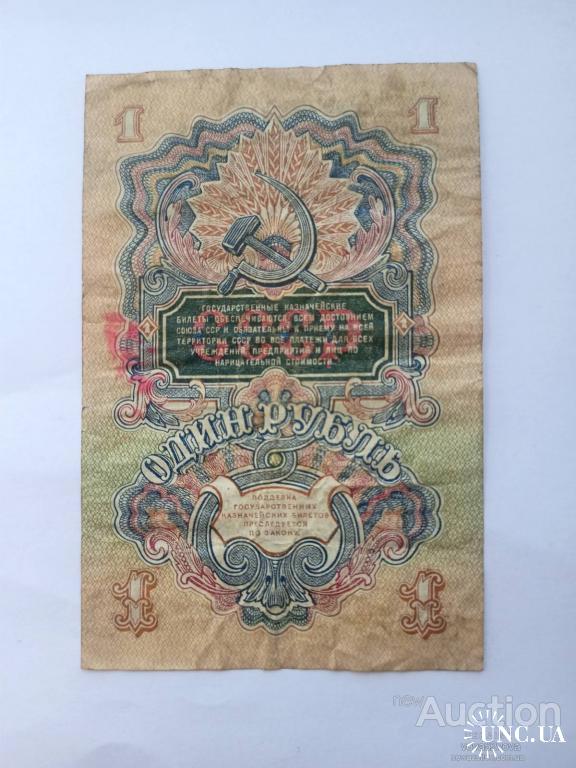 1 1
ГОСУДАРСТВЕННЫЕ КАЗНАЧЕЙСКИЕ
БИЛЕТЫ ОБЕСПЕЧИВАЮТСЯ ВСЕМ ДОСТОЯНИЕМ
СОЮЗА ССР И ОБЯЗАТЕЛЬНЫ К ПРИЕМУ НА ВСЕЙ
ТЕРРИТОРИИ СССР ВО ВСЕ ПЛАТЕЖИ ДЛЯ ВСЕХ
УЧРЕЖДЕНИЙ, ПРЕДПРИЯТИЙ И ЛИЦ ПО
НАРИЦАТЕЛЬНОЙ СТОИМОСТИ.
ОДИН РУБЛЬ
ПОДДЕЛКА
ГОСУДАРСТВЕННЫХ
КАЗНАЧЕЙСКИХ БИЛЕТОВ
ПРЕСЛЕДУЕТСЯ
ПО ЗАКОНУ.
1 1
new
Auction
UNC.UA